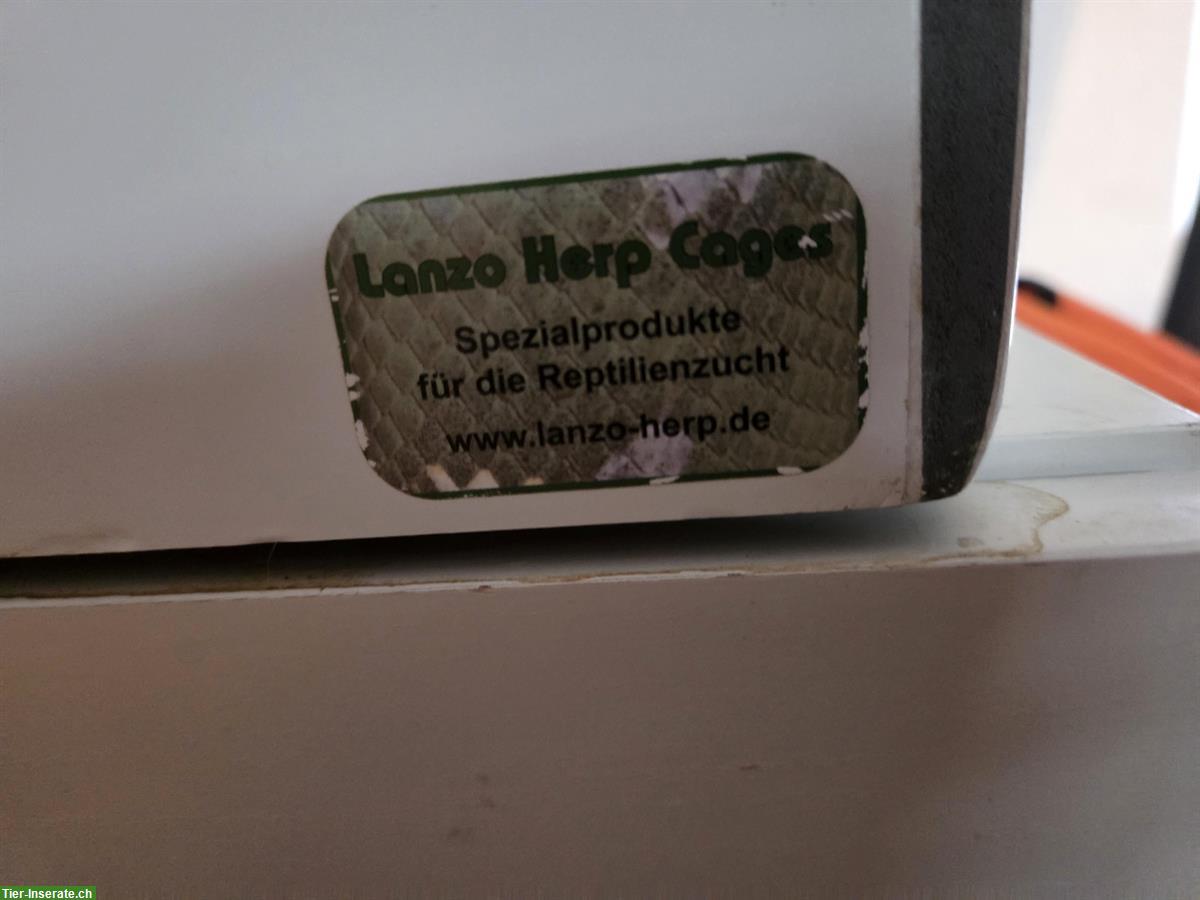 Lanzo Herp Cages
Spezialprodukte
für die Reptilienzucht
www.lanzo-herp.de
Tier-Inserate.ch